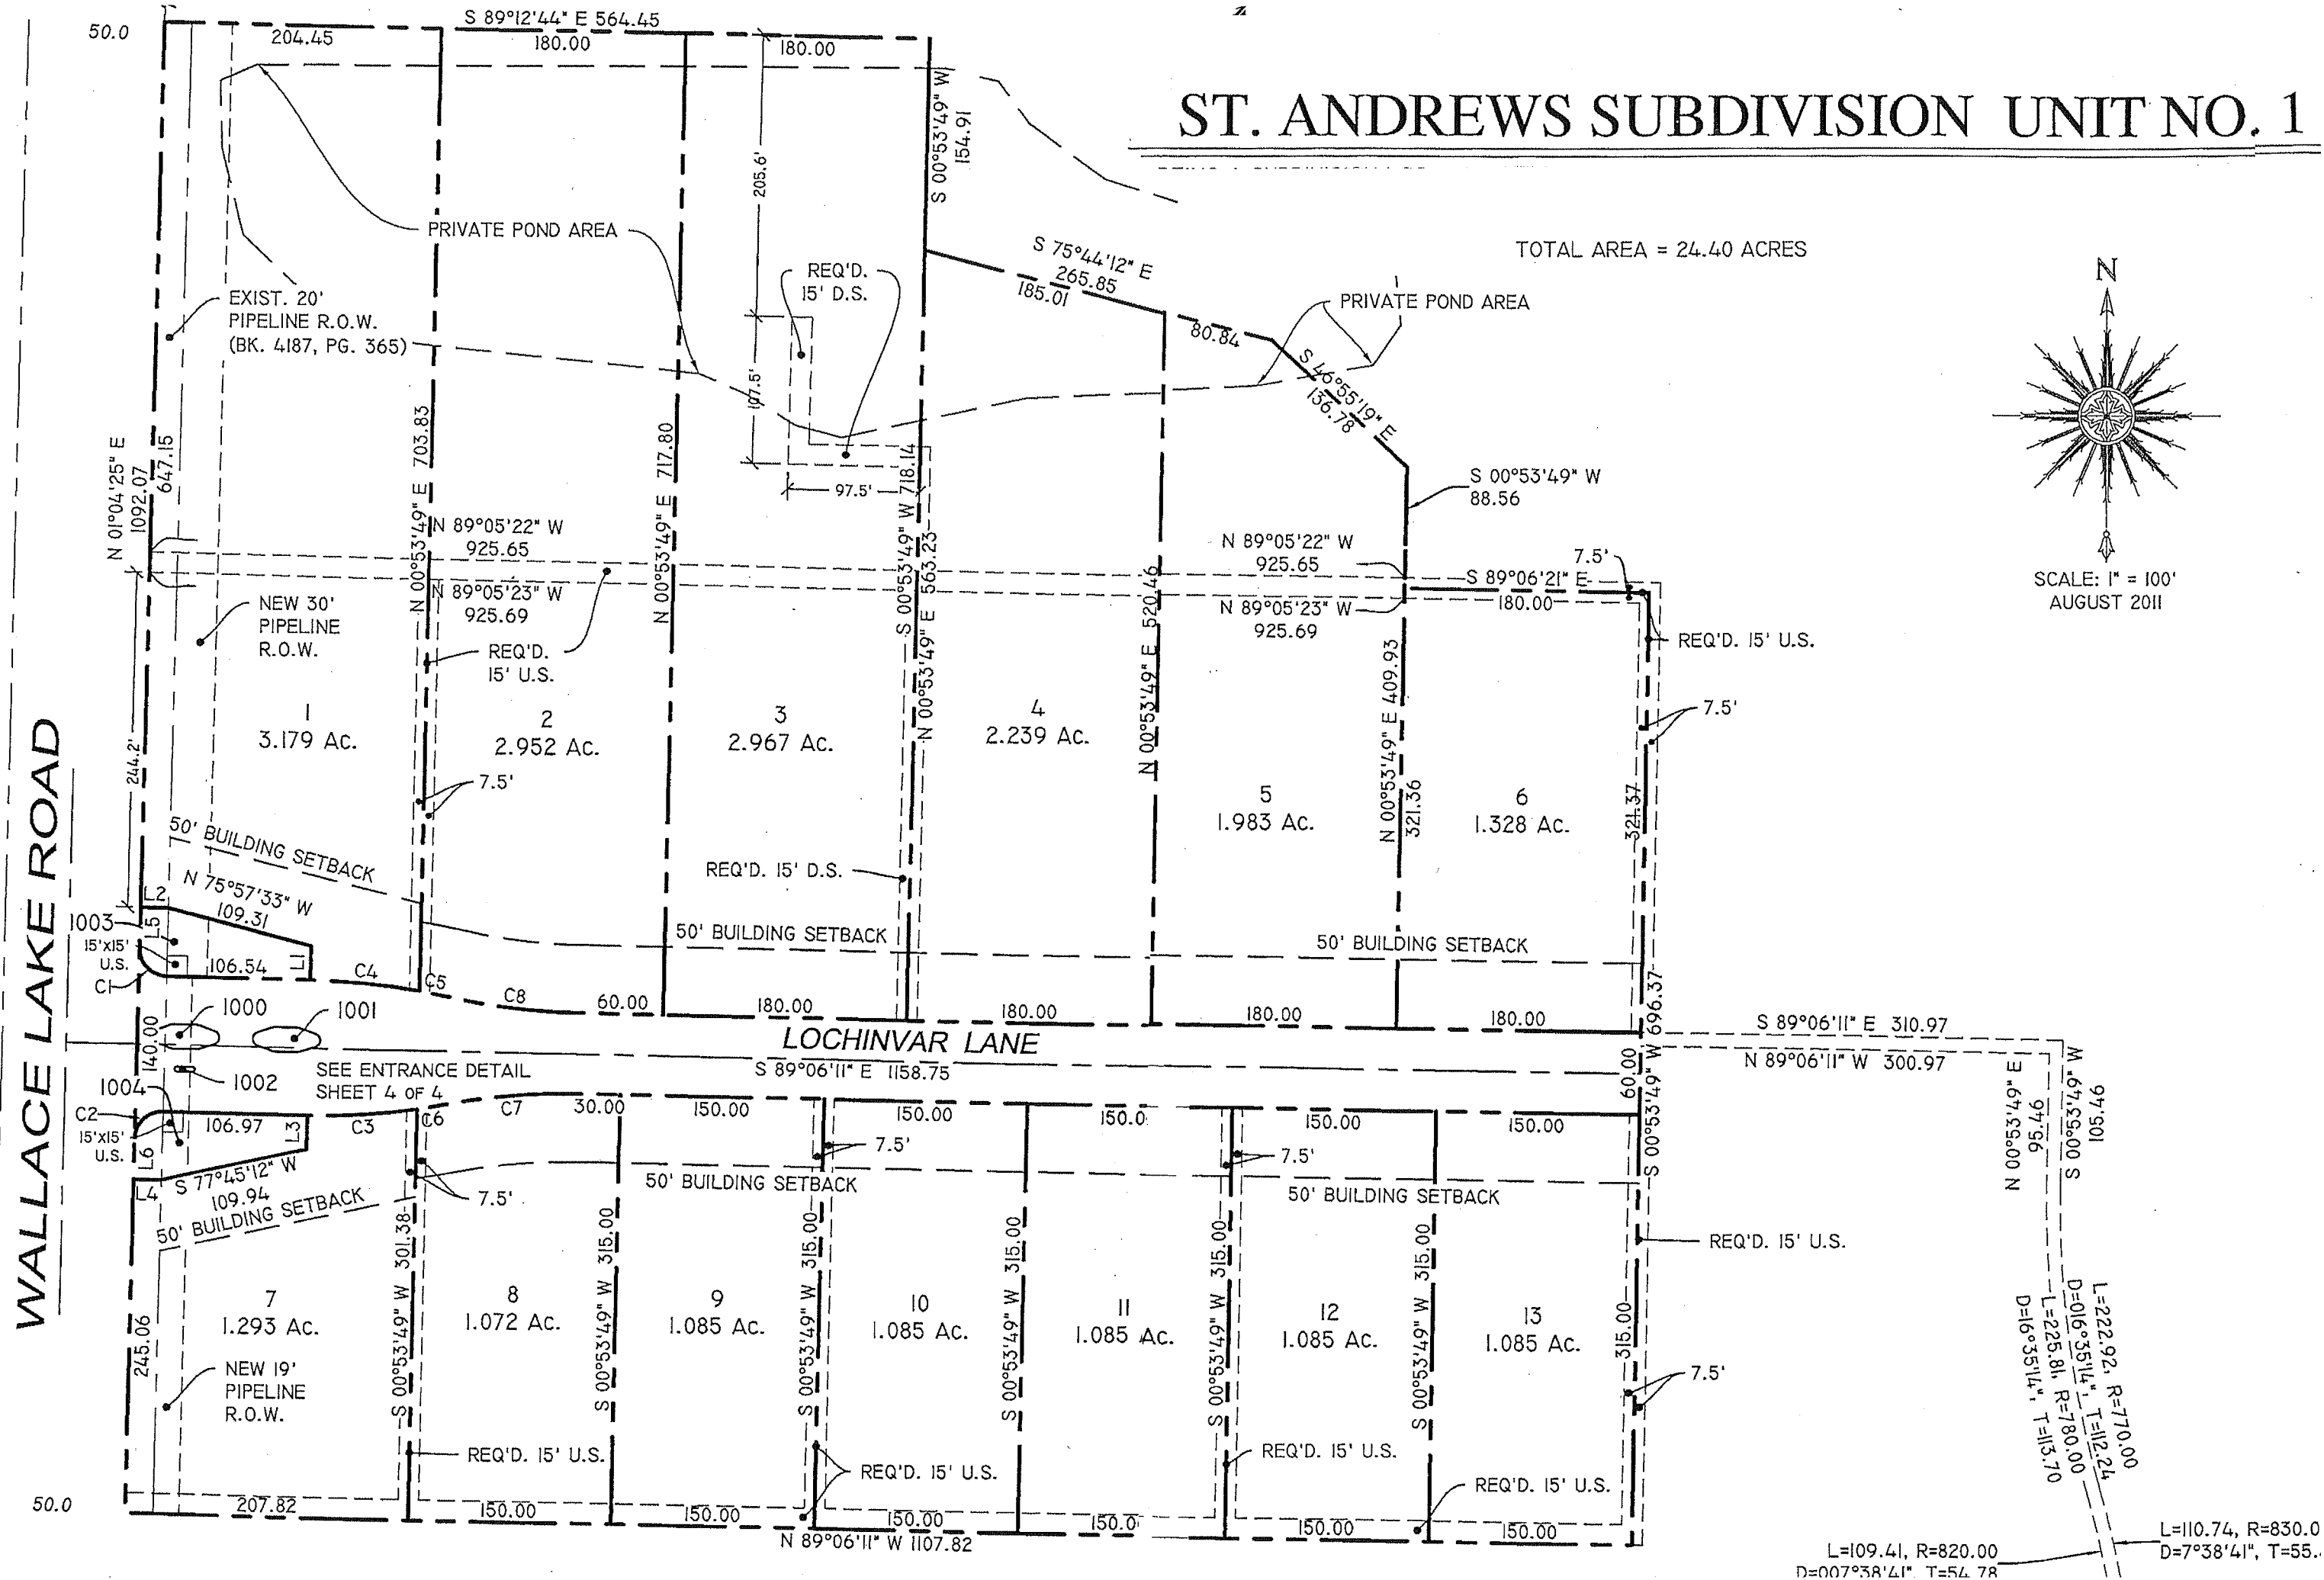 ST. ANDREWS SUBDIVISION UNIT NO. 1
TOTAL AREA = 24.40 ACRES
N
SCALE: 1" = 100'
AUGUST 2011
50.0
S 89°12'44" E 564.45
204.45
180.00
180.00
S 00°53'49" W
154.91
205.6'
PRIVATE POND AREA
REQ'D.
15' D.S.
S 75°44'12" E
265.85
185.01
80.84
PRIVATE POND AREA
S 46°55'19" E
136.78
EXIST. 20'
PIPELINE R.O.W.
(BK. 4187, PG. 365)
107.5'
97.5'
N 01°04'25" E
1092.07
647.15
N 00°53'49" E 703.83
N 00°53'49" E 717.80
S 00°53'49" W 718.14
N 00°53'49" E 563.23
N 00°53'49" E 520.46
S 00°53'49" W
88.56
N 89°05'22" W
925.65
N 89°05'23" W
925.69
N 89°05'22" W
925.65
N 89°05'23" W
925.69
S 89°06'21" E
180.00
7.5'
REQ'D. 15' U.S.
7.5'
NEW 30'
PIPELINE
R.O.W.
REQ'D.
15' U.S.
244.2'
1
3.179 Ac.
2
2.952 Ac.
3
2.967 Ac.
4
2.239 Ac.
5
1.983 Ac.
6
1.328 Ac.
N 00°53'49" E 409.93
321.36
321.37
7.5'
50' BUILDING SETBACK
REQ'D. 15' D.S.
N 75°57'33" W
109.31
L2
1003
L5
15'x15'
U.S.
106.54
L1
C1
C4
C5
C8
50' BUILDING SETBACK
50' BUILDING SETBACK
60.00
180.00
180.00
180.00
180.00
1000
1001
WALLACE LAKE ROAD
140.00
LOCHINVAR LANE
S 89°06'11" E 1158.75
SEE ENTRANCE DETAIL
SHEET 4 OF 4
1002
1004
S 00°53'49" W 696.37
60.00
S 89°06'11" E 310.97
N 89°06'11" W 300.97
N 00°53'49" E
95.46
S 00°53'49" W
105.46
C2
15'x15'
U.S.
106.97
L3
C3
C6
C7
30.00
150.00
150.00
150.0
150.00
150.00
L6
L4
S 77°45'12" W
109.94
50' BUILDING SETBACK
7.5'
7.5'
50' BUILDING SETBACK
7.5'
50' BUILDING SETBACK
245.06
S 00°53'49" W 301.38
S 00°53'49" W 315.00
S 00°53'49" W 315.00
S 00°53'49" W 315.00
S 00°53'49" W 315.00
S 00°53'49" W 315.00
315.00
REQ'D. 15' U.S.
7
1.293 Ac.
8
1.072 Ac.
9
1.085 Ac.
10
1.085 Ac.
11
1.085 Ac.
12
1.085 Ac.
13
1.085 Ac.
NEW 19'
PIPELINE
R.O.W.
7.5'
REQ'D. 15' U.S.
REQ'D. 15' U.S.
REQ'D. 15' U.S.
REQ'D. 15' U.S.
50.0
207.82
150.00
150.00
150.00
150.0
150.00
150.00
N 89°06'11" W 1107.82
L=222.92, R=770.00
D=016°35'14", T=112.24
L=225.81, R=780.00
D=16°35'14", T=113.70
L=110.74, R=830.0
D=7°38'41", T=55.
L=109.41, R=820.00
D=007°38'41", T=54.78